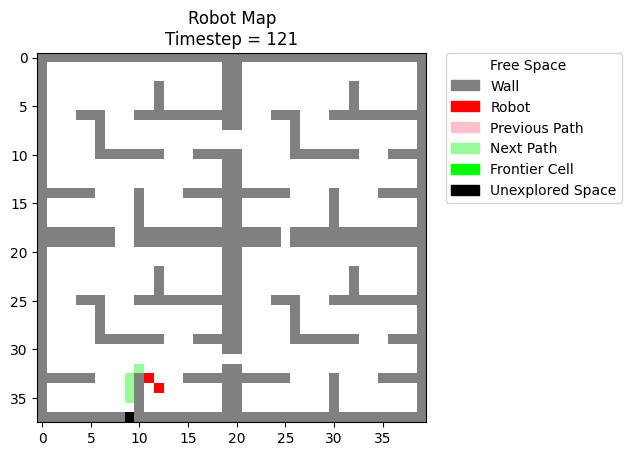 Robot Map
Timestep = 121
Free Space
Wall
Robot
Previous Path
Next Path
Frontier Cell
Unexplored Space
0
5
10
15
20
25
30
35
0 5 10 15 20 25 30 35